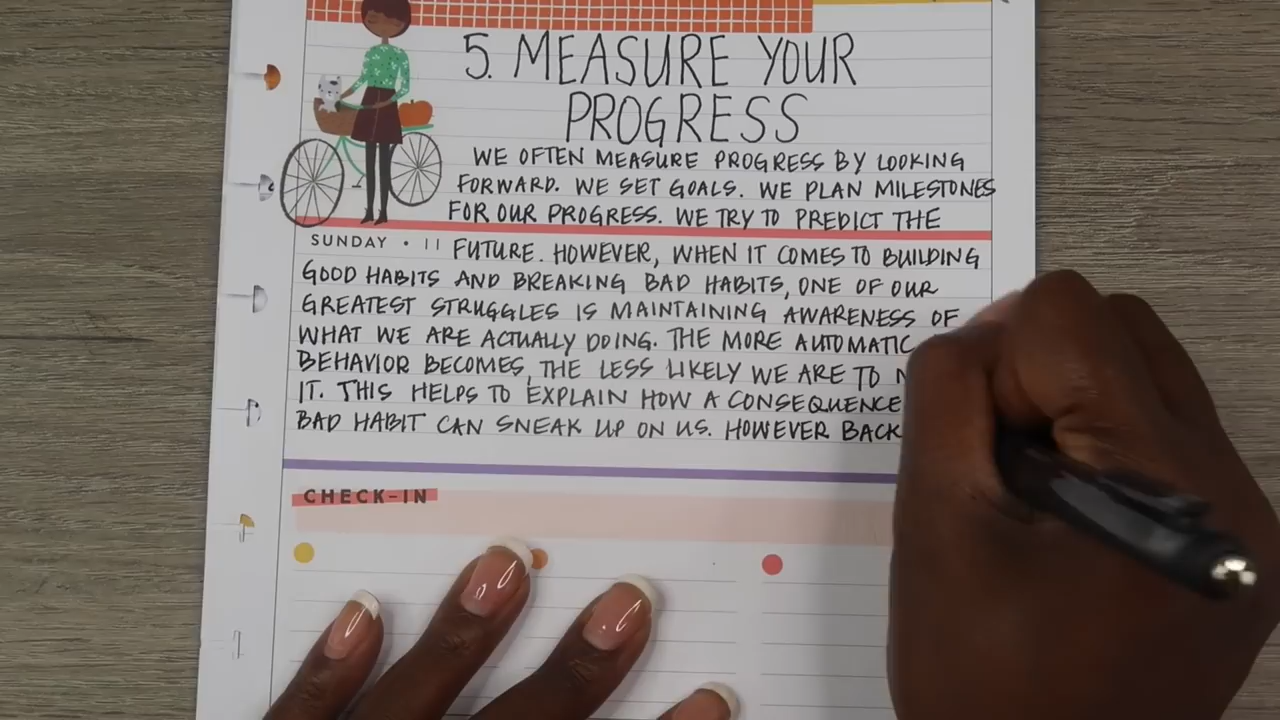 5. MEASURE YOUR
PROGRESS
WE OFTEN MEASURE PROGRESS BY LOOKING
FORWARD. WE SET GOALS. WE PLAN MILESTONES
FOR OUR PROGRESS. WE TRY TO PREDICT THE
SUNDAY • 11 FUTURE. HOWEVER, WHEN IT COMES TO BUILDING
GOOD HABITS AND BREAKING BAD HABITS, ONE OF OUR
GREATEST STRUGGLES IS MAINTAINING AWARENESS OF
WHAT WE ARE ACTUALLY DOING. THE MORE AUTOMATIC
BEHAVIOR BECOMES, THE LESS LIKELY WE ARE TO
IT. THIS HELPS TO EXPLAIN HOW A CONSEQUENCE
BAD HABIT CAN SNEAK UP ON US. HOWEVER BACK
CHECK-IN